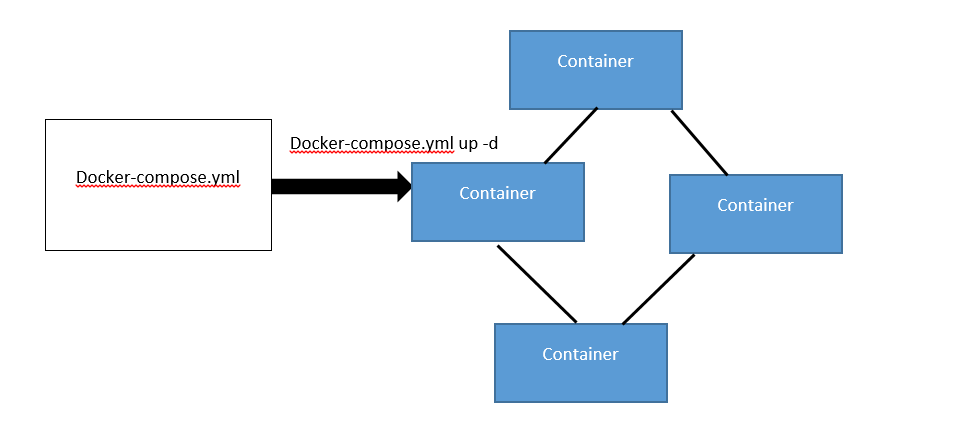 Container
Docker-compose.yml up -d
Docker-compose.yml
Container
Container
Container